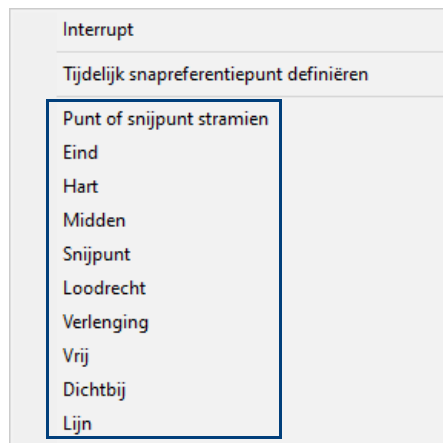 Interrupt
Tijdelijk snapreferentiepunt definiëren
Punt of snijpunt stramien
Eind
Hart
Midden
Snijpunt
Loodrecht
Verlenging
Vrij
Dichtbij
Lijn